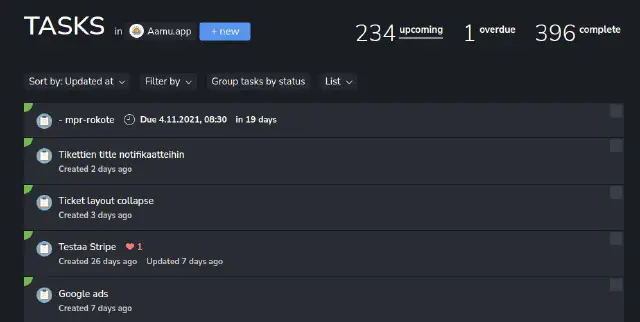 TASKS in Aamu.app + new 234 upcoming 1 overdue 396 complete
Sort by: Updated at Filter by Group tasks by status List
- mpr-rokote Due 4.11.2021, 08:30 in 19 days
Tikettien title notifikaatteihin
Created 2 days ago
Ticket layout collapse
Created 3 days ago
Testaa Stripe 1
Created 26 days ago Updated 7 days ago
Google ads
Created 7 days ago